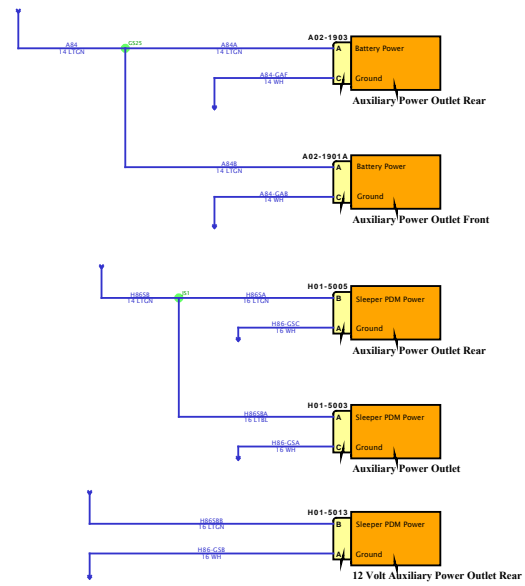 A02-1903
A84
14 LTGN
GS25
A84A
14 LTGN
A
Battery Power
A84-GAF
14 WH
C
Ground
Auxiliary Power Outlet Rear
A02-1901A
A84B
14 LTGN
A
Battery Power
A84-GAB
14 WH
C
Ground
Auxiliary Power Outlet Front
H01-5005
H86SB
14 LTGN
JS1
H86SA
16 LTGN
B
Sleeper PDM Power
H86-GSC
16 WH
A
Ground
Auxiliary Power Outlet Rear
H01-5003
H86SBA
16 LTBL
A
Sleeper PDM Power
H86-GSA
16 WH
C
Ground
Auxiliary Power Outlet
H01-5013
H86SBB
16 LTGN
B
Sleeper PDM Power
H86-GSB
16 WH
A
Ground
12 Volt Auxiliary Power Outlet Rear